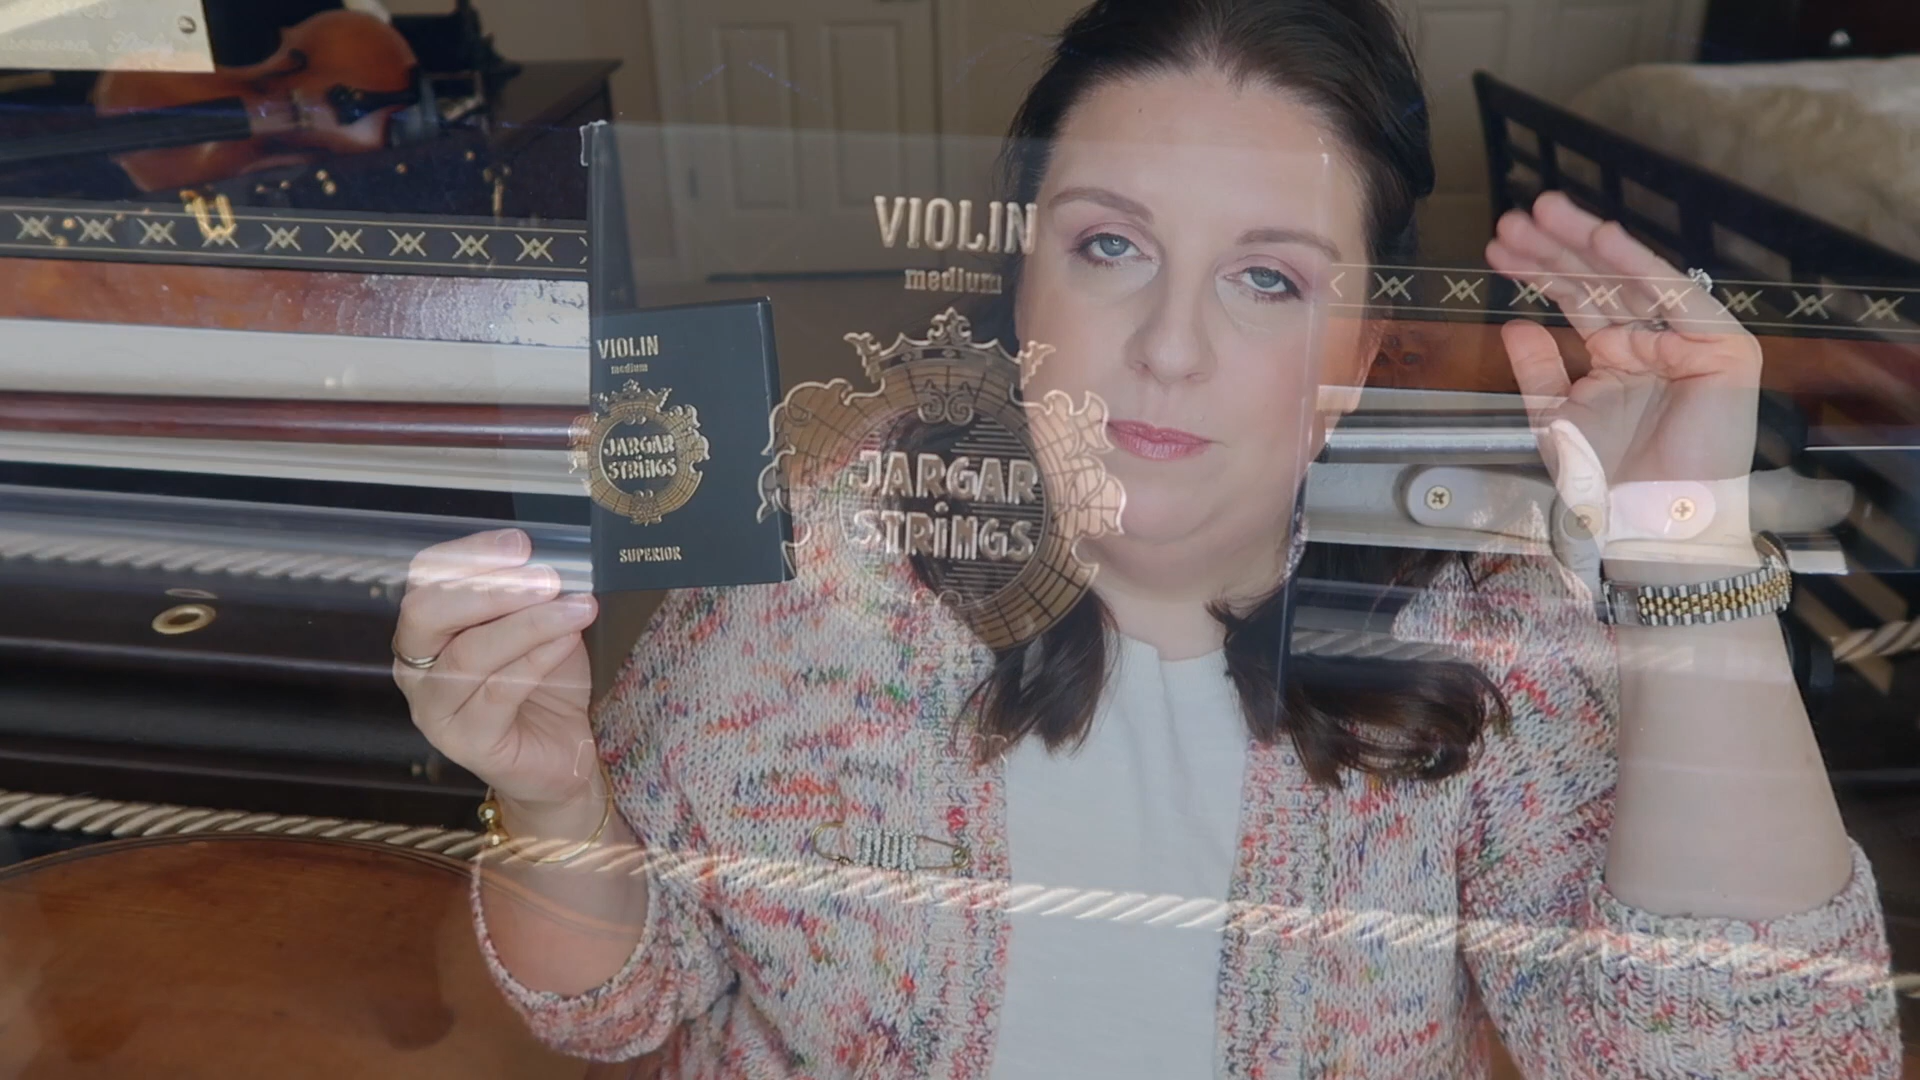 VIOLIN
medium
JARGAR
STRiNGS
SUPERIOR
VIOLIN
medium
JARGAR
STRiNGS